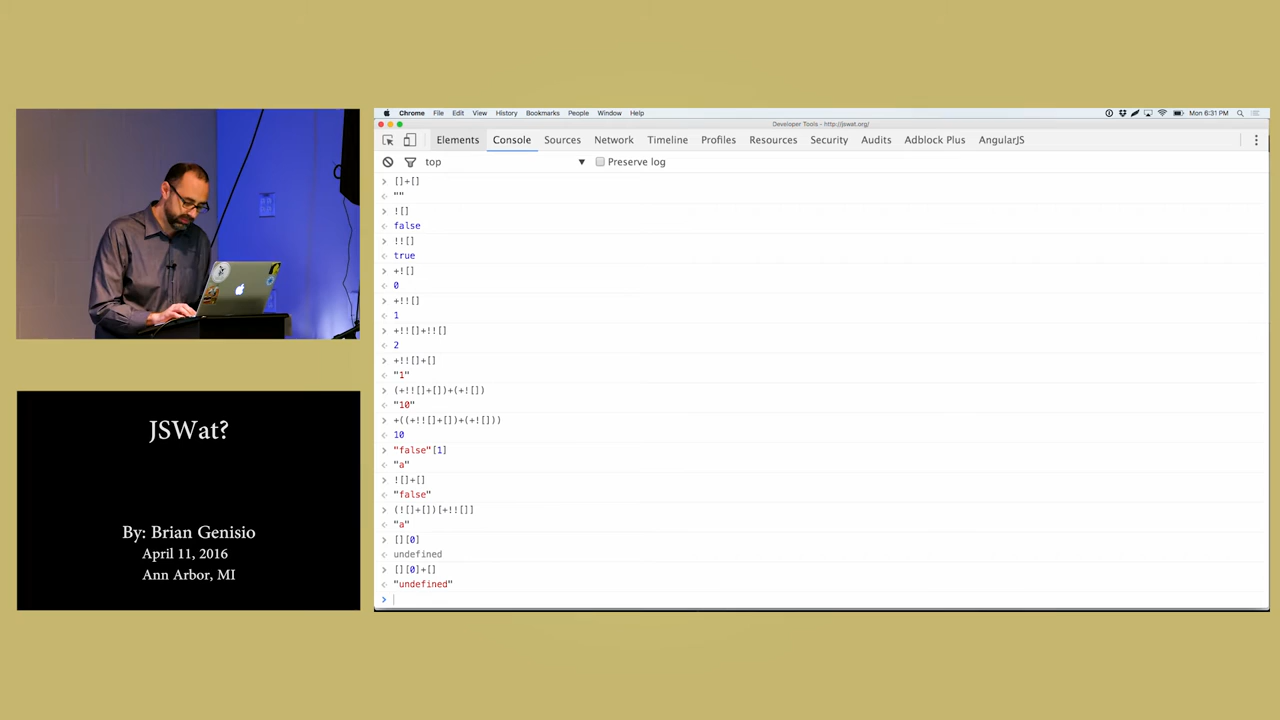 Chrome File Edit View History Bookmarks People Window Help Mon 6:31 PM
Developer Tools - http://jswat.org/
Elements Console Sources Network Timeline Profiles Resources Security Audits Adblock Plus AngularJS
top Preserve log
[]+[]
""
![]
false
!![]
true
+![]
0
+!![]
1
+!![]+!![]
2
+!![]+[]
"1"
(+!![]+[])+(+![])
"10"
+((+!![]+[])+(+![]))
10
"false"[1]
"a"
![]+[]
"false"
(![]+[])[+!![]]
"a"
[][0]
undefined
[][0]+[]
"undefined"
JSWat?
By: Brian Genisio
April 11, 2016
Ann Arbor, MI